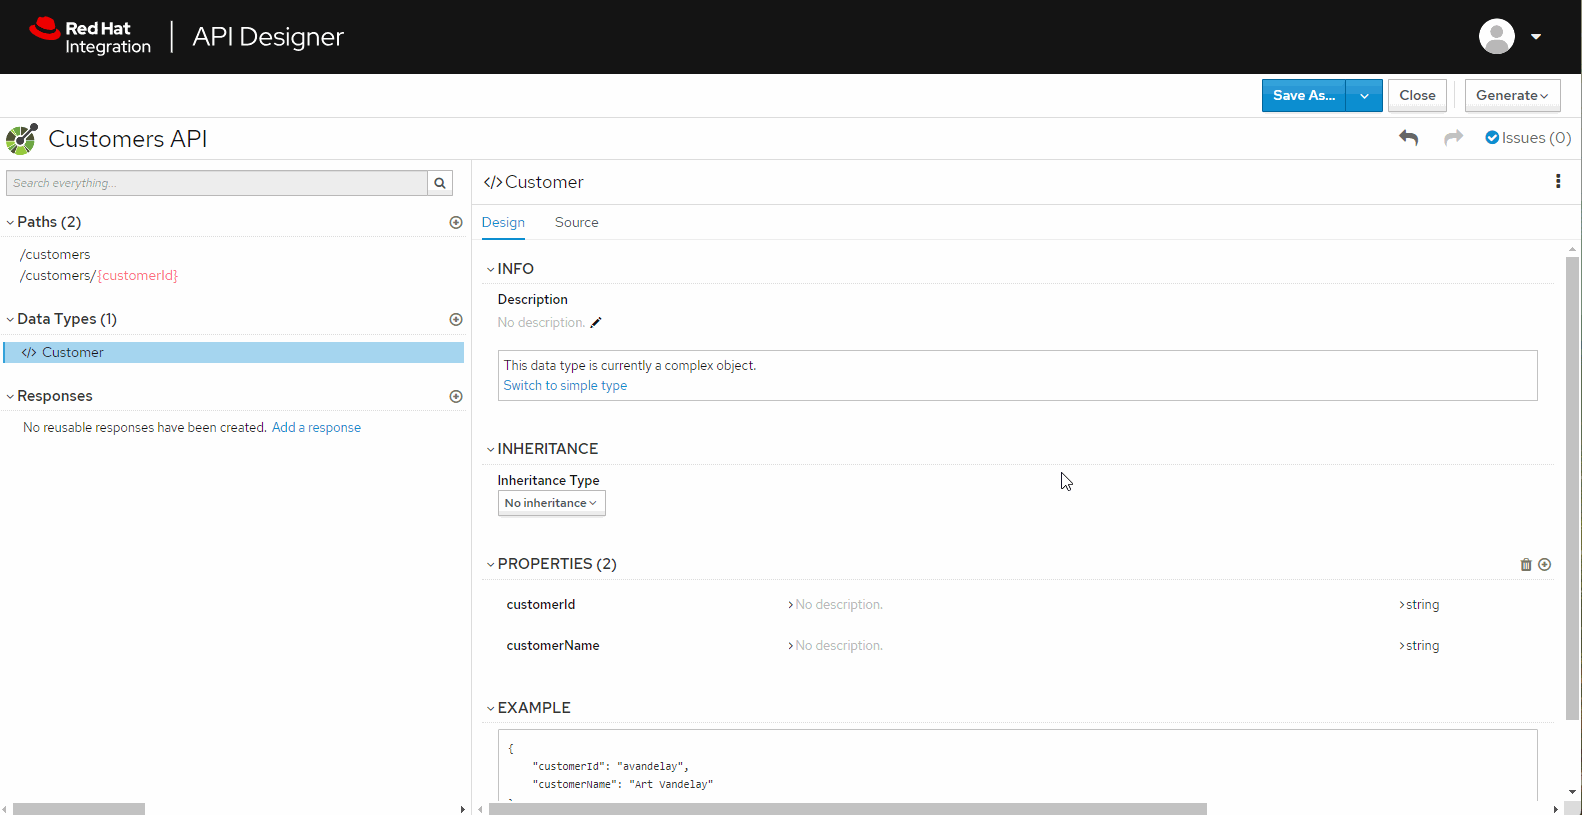 Red Hat
Integration
API Designer
Save As...
Close
Generate
Customers API
Issues (0)
Search everything...
Paths (2)
/customers
/customers/{customerId}
Data Types (1)
</> Customer
Responses
No reusable responses have been created. Add a response
</> Customer
Design Source
INFO
Description
No description.
This data type is currently a complex object.
Switch to simple type
INHERITANCE
Inheritance Type
No inheritance
PROPERTIES (2)
customerId No description. string
customerName No description. string
EXAMPLE
{
"customerId": "avandelay",
"customerName": "Art Vandelay"